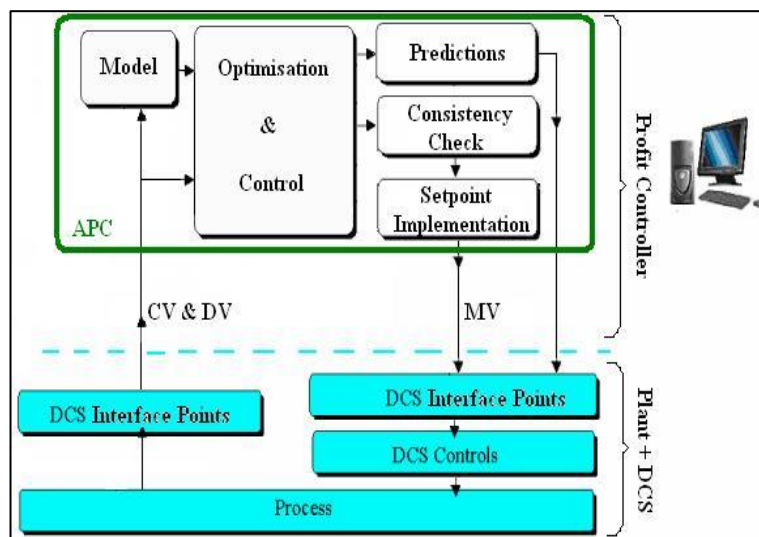 Model
Optimisation
&
Control
Predictions
Consistency
Check
Setpoint
Implementation
APC
Profit Controller
CV & DV
MV
DCS Interface Points
DCS Interface Points
DCS Controls
Process
Plant + DCS